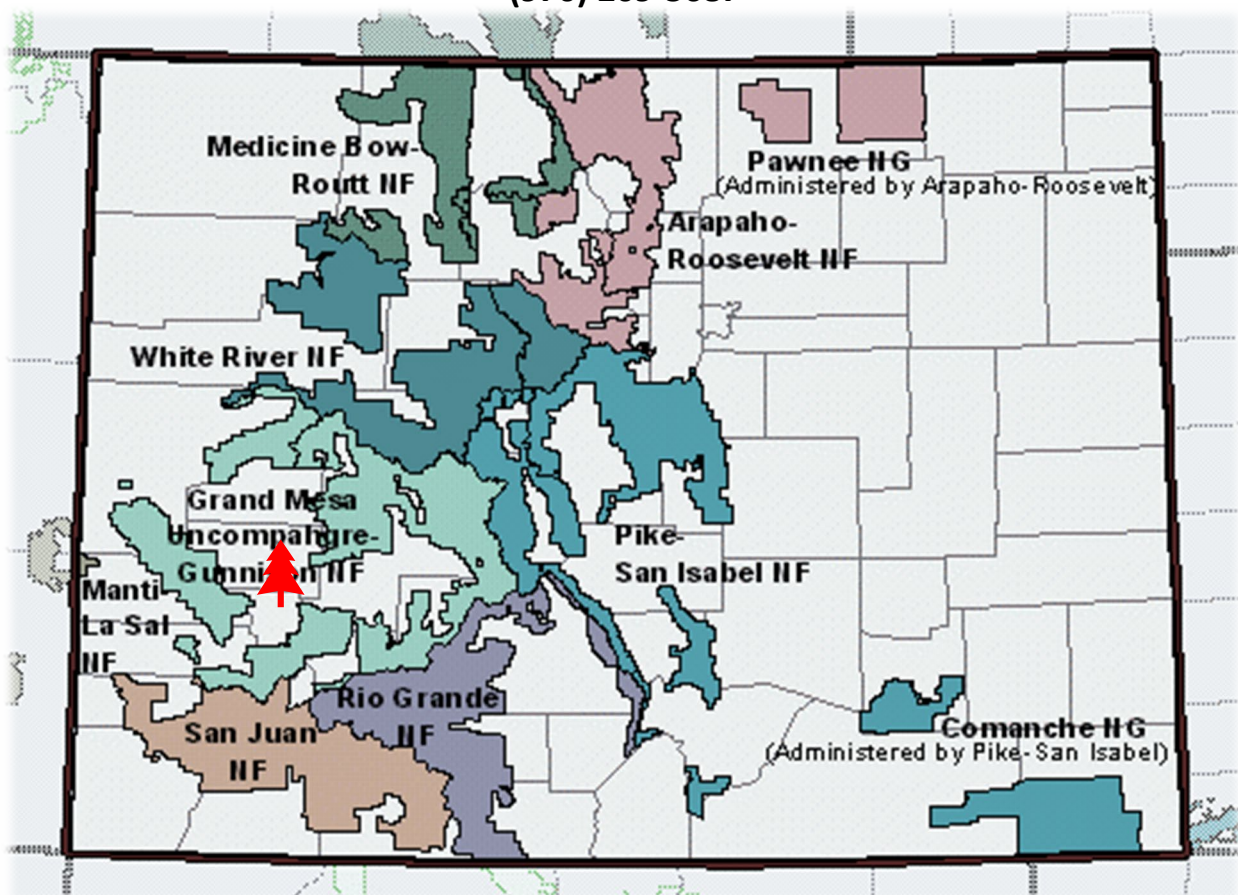 Medicine Bow-
Routt NF
Pawnee NG
(Administered by Arapaho-Roosevelt)
Arapaho-
Roosevelt NF
White River NF
Grand Mesa
Uncompahgre-
Gunnison NF
Pike-
San Isabel NF
Manti
La Sal
NF
Rio Grande
NF
San Juan
NF
Comanche NG
(Administered by Pike-San Isabel)